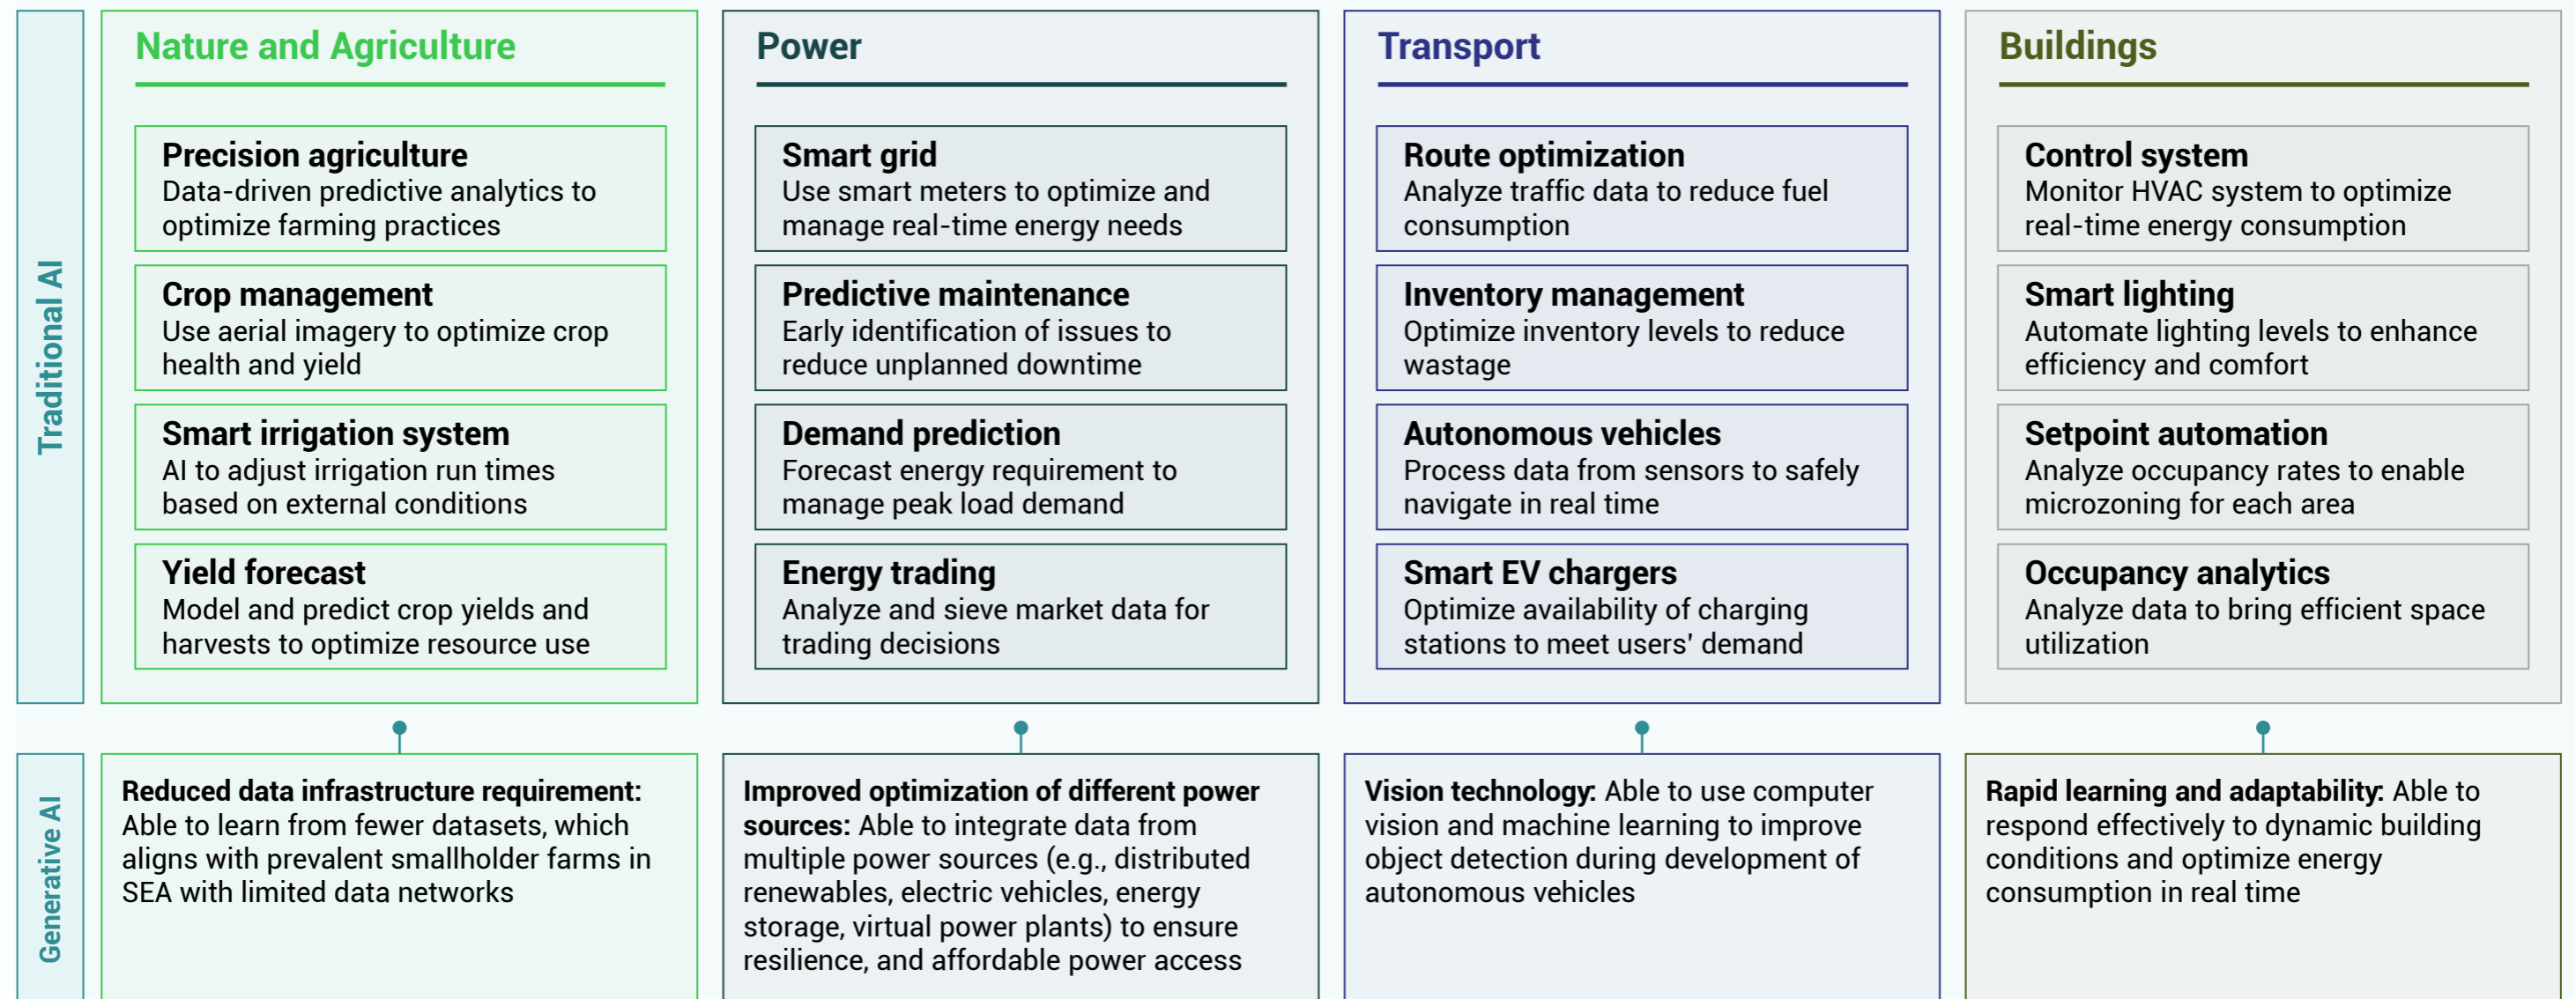 Traditional AI
Nature and Agriculture
Precision agriculture
Data-driven predictive analytics to
optimize farming practices
Crop management
Use aerial imagery to optimize crop
health and yield
Smart irrigation system
AI to adjust irrigation run times
based on external conditions
Yield forecast
Model and predict crop yields and
harvests to optimize resource use
Power
Smart grid
Use smart meters to optimize and
manage real-time energy needs
Predictive maintenance
Early identification of issues to
reduce unplanned downtime
Demand prediction
Forecast energy requirement to
manage peak load demand
Energy trading
Analyze and sieve market data for
trading decisions
Transport
Route optimization
Analyze traffic data to reduce fuel
consumption
Inventory management
Optimize inventory levels to reduce
wastage
Autonomous vehicles
Process data from sensors to safely
navigate in real time
Smart EV chargers
Optimize availability of charging
stations to meet users' demand
Buildings
Control system
Monitor HVAC system to optimize
real-time energy consumption
Smart lighting
Automate lighting levels to enhance
efficiency and comfort
Setpoint automation
Analyze occupancy rates to enable
microzoning for each area
Occupancy analytics
Analyze data to bring efficient space
utilization
Generative AI
Reduced data infrastructure requirement:
Able to learn from fewer datasets, which
aligns with prevalent smallholder farms in
SEA with limited data networks
Improved optimization of different power
sources: Able to integrate data from
multiple power sources (e.g., distributed
renewables, electric vehicles, energy
storage, virtual power plants) to ensure
resilience, and affordable power access
Vision technology: Able to use computer
vision and machine learning to improve
object detection during development of
autonomous vehicles
Rapid learning and adaptability: Able to
respond effectively to dynamic building
conditions and optimize energy
consumption in real time